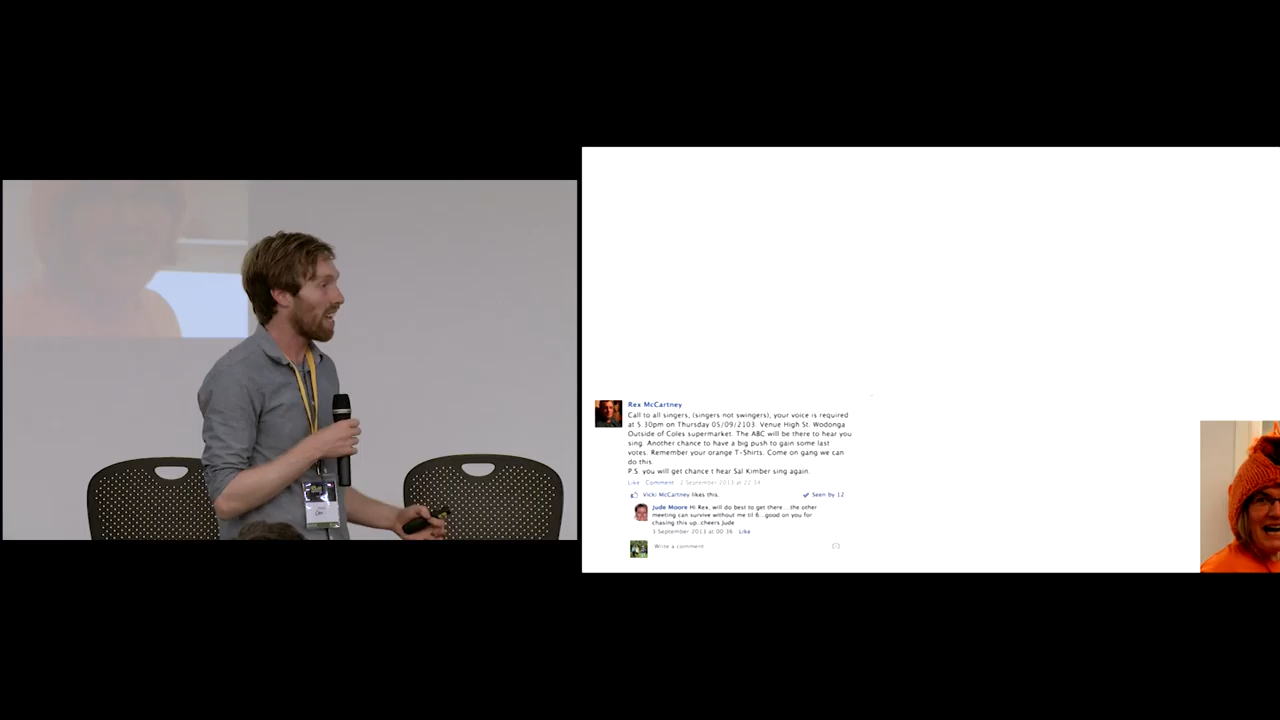 Rex McCartney
Call to all singers, (singers not swingers), your voice is required
at 5.30pm on Thursday 05/09/2103. Venue High St. Wodonga
Outside of Coles supermarket. The ABC will be there to hear you
sing. Another chance to have a big push to gain some last
votes. Remember your orange T-Shirts. Come on gang we can
do this.
P.S. you will get chance t hear Sal Kimber sing again.
Like Comment 2 September 2013 at 22:34
Vicki McCartney likes this. Seen by 12
Jude Moore Hi Rex, will do best to get there....the other
meeting can survive without me til 6...good on you for
chasing this up..cheers Jude
3 September 2013 at 00:36 Like
Write a comment